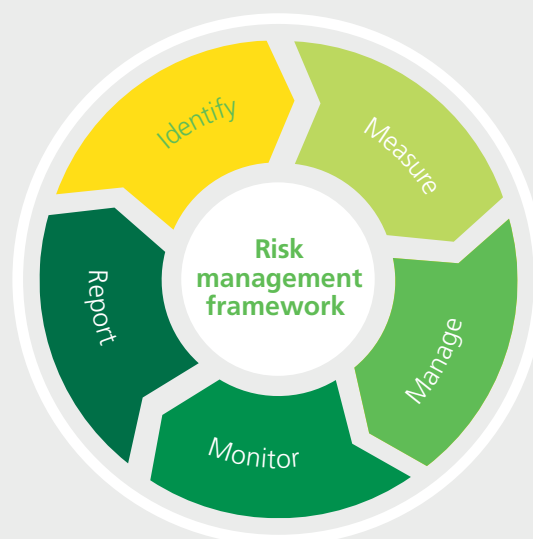 Identify
Measure
Manage
Monitor
Report
Risk
management
framework